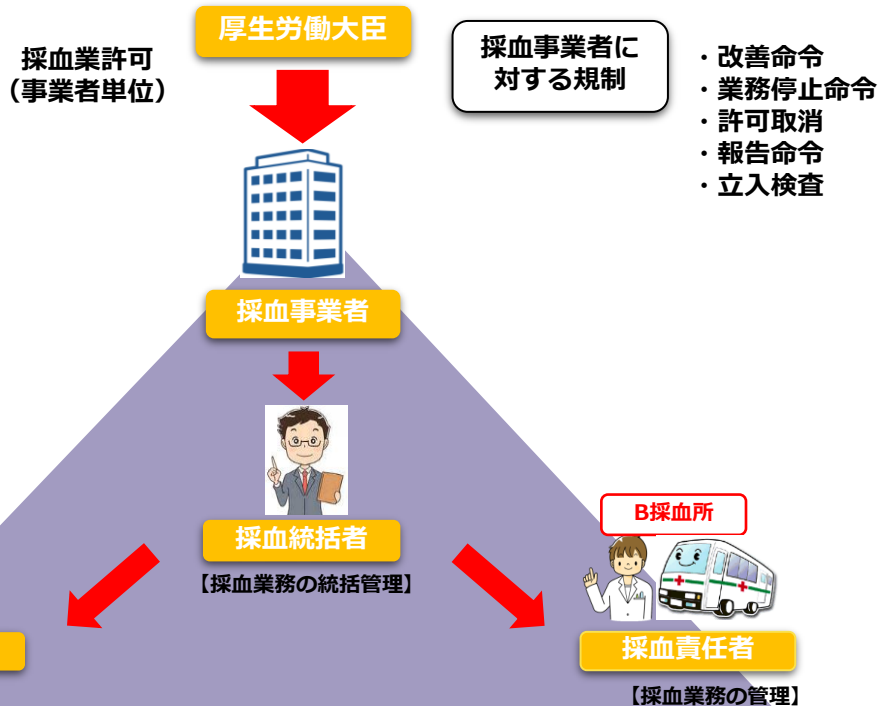 厚生労働大臣
採血業許可
（事業者単位）
採血事業者に
対する規制
・改善命令
・業務停止命令
・許可取消
・報告命令
・立入検査
採血事業者
採血統括者
【採血業務の統括管理】
B採血所
採血責任者
【採血業務の管理】